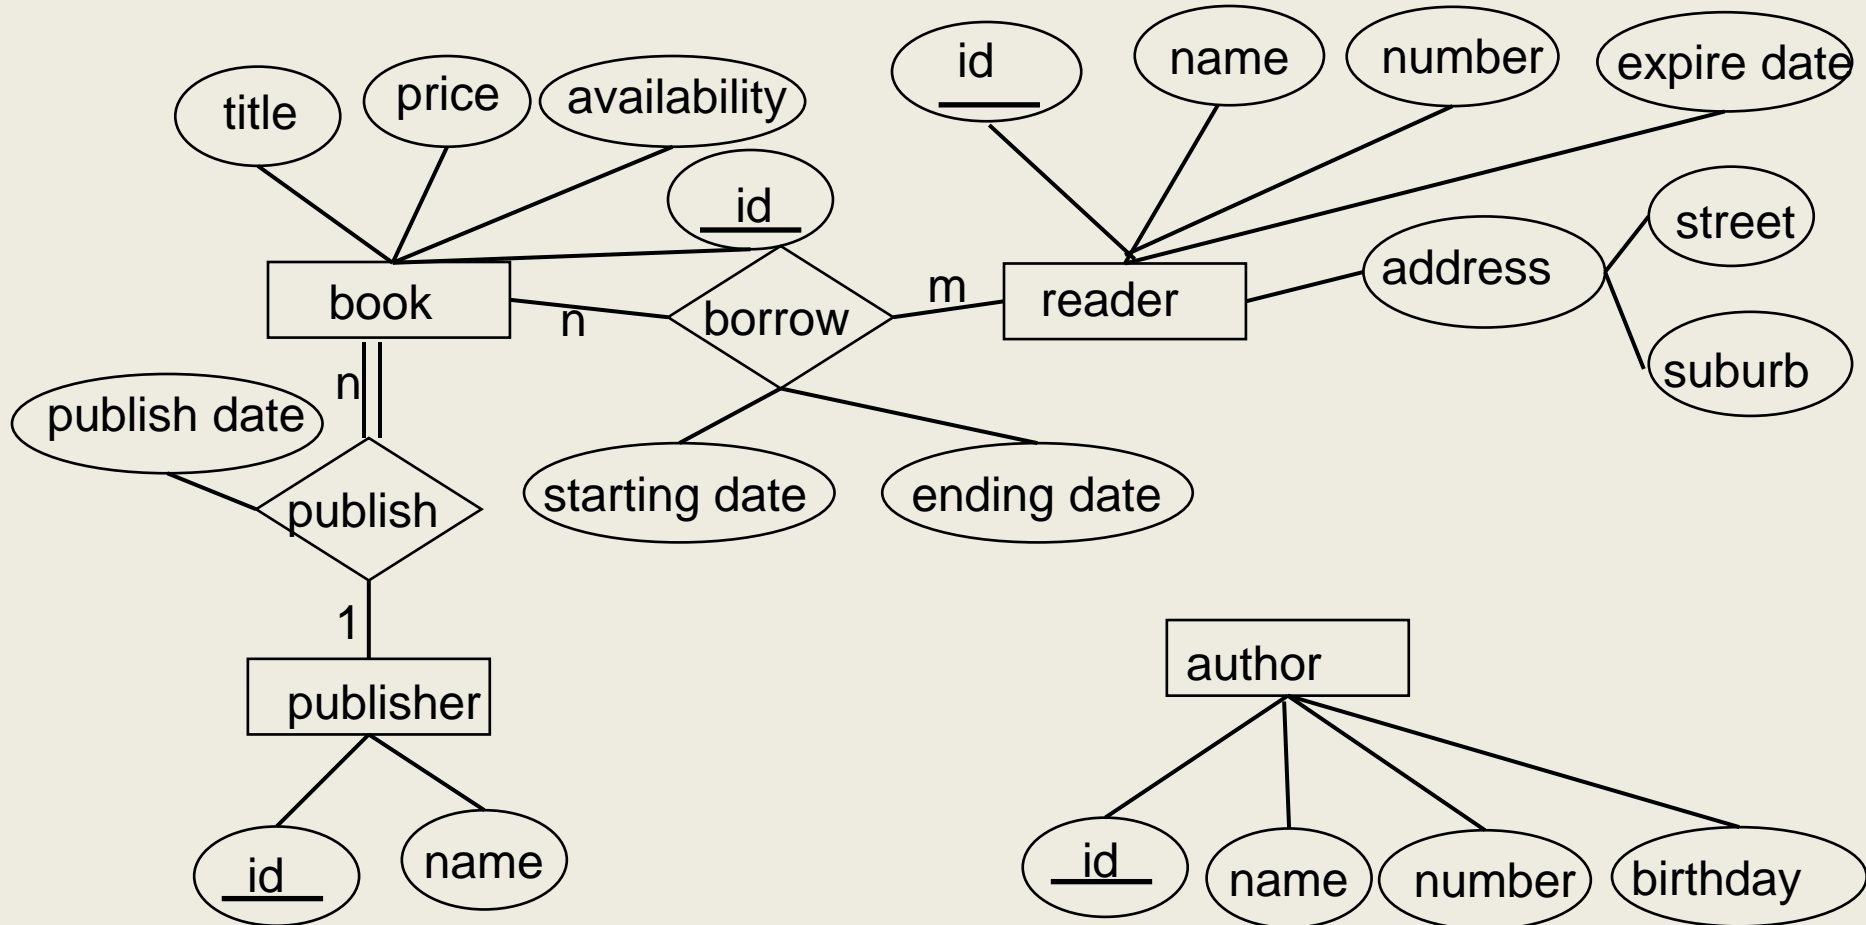 id
name
number
expire date
title
price
availability
id
street
address
suburb
book
n
borrow
m
reader
n
publish date
starting date
ending date
publish
1
publisher
author
id
name
id
name
number
birthday